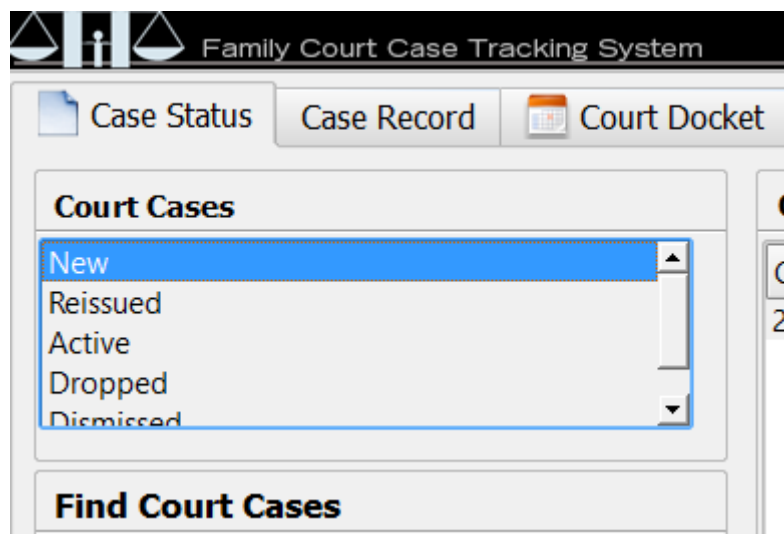 Family Court Case Tracking System
Case Status Case Record Court Docket
Court Cases
New
Reissued
Active
Dropped
Dismissed
Find Court Cases